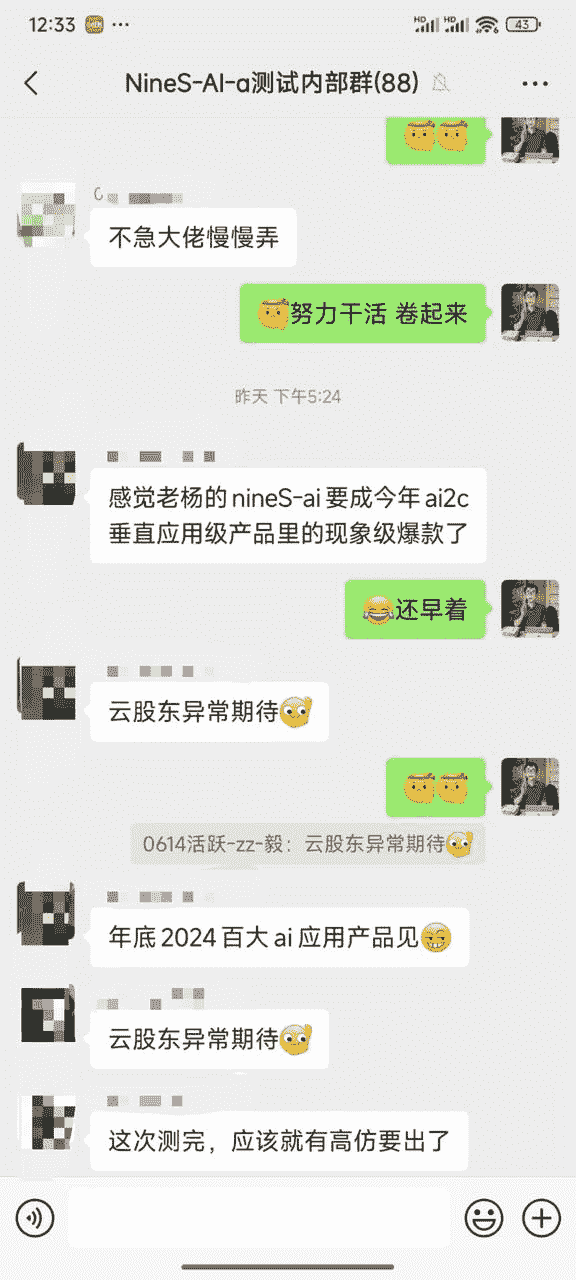 12:33
HD HD 43
NineS-AI-a测试内部群(88)
不急大佬慢慢弄
努力干活 卷起来
昨天 下午5:24
感觉老杨的nineS-ai要成今年ai2c
垂直应用级产品里的现象级爆款了
还早着
云股东异常期待
0614活跃-zz-毅：云股东异常期待
年底2024百大ai应用产品见
云股东异常期待
这次测完，应该就有高仿要出了